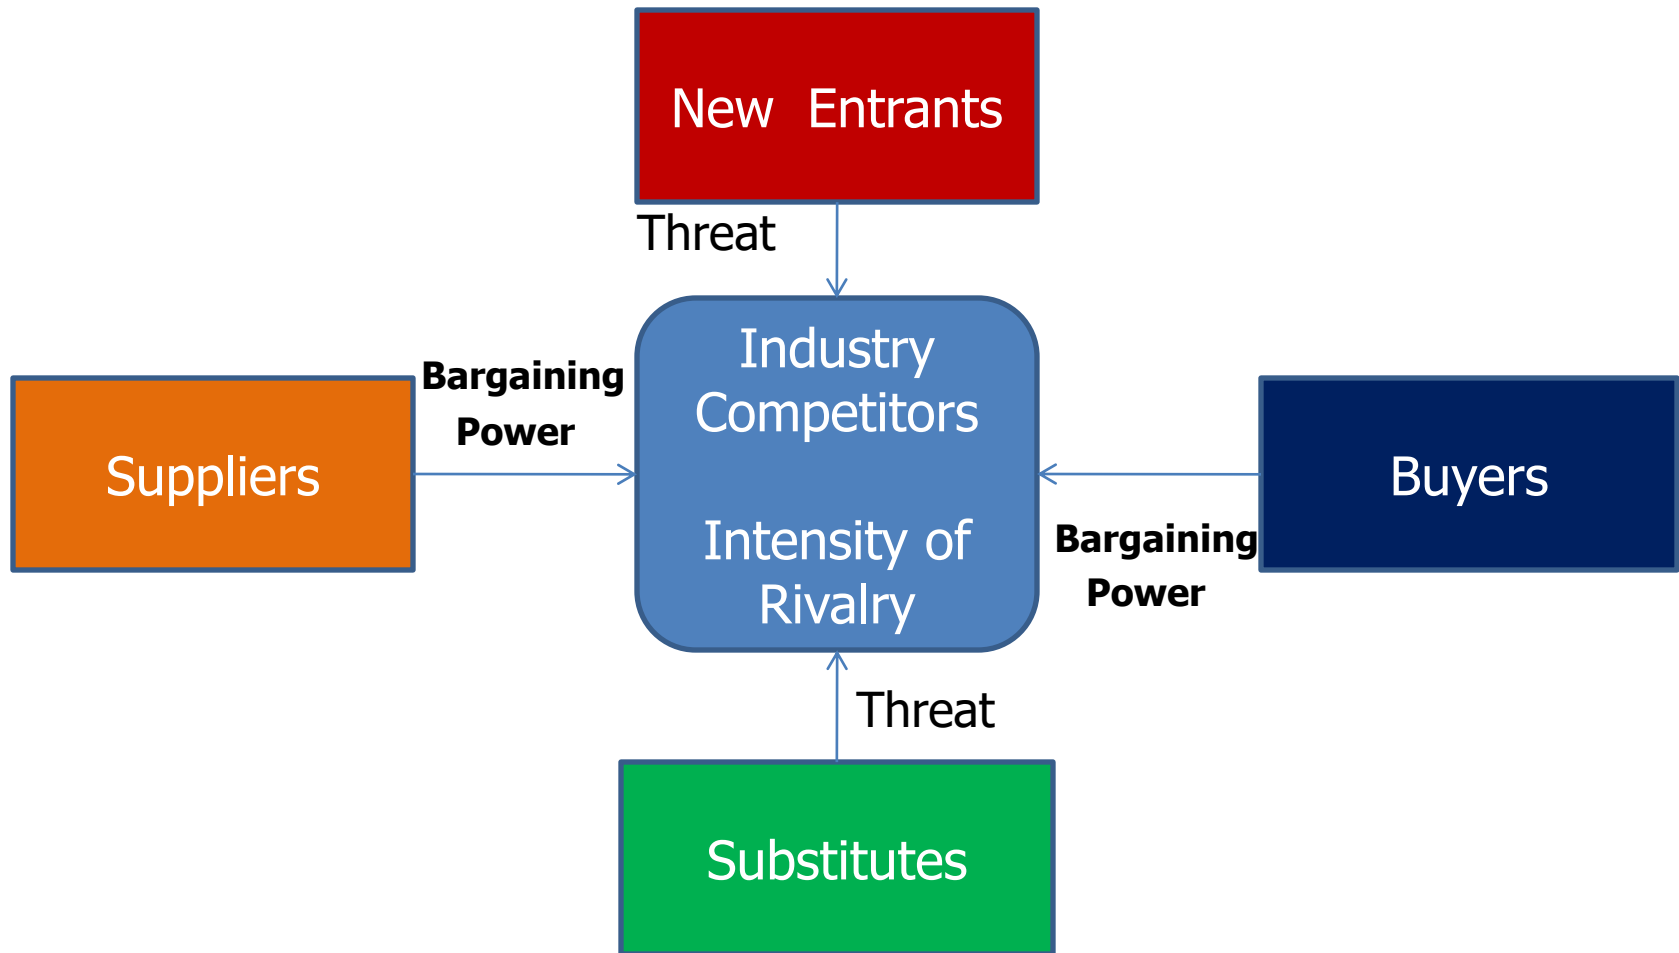 New  Entrants
Threat
Industry
Competitors
Intensity of
Rivalry
Bargaining
Power
Suppliers
Buyers
Bargaining
Power
Threat
Substitutes